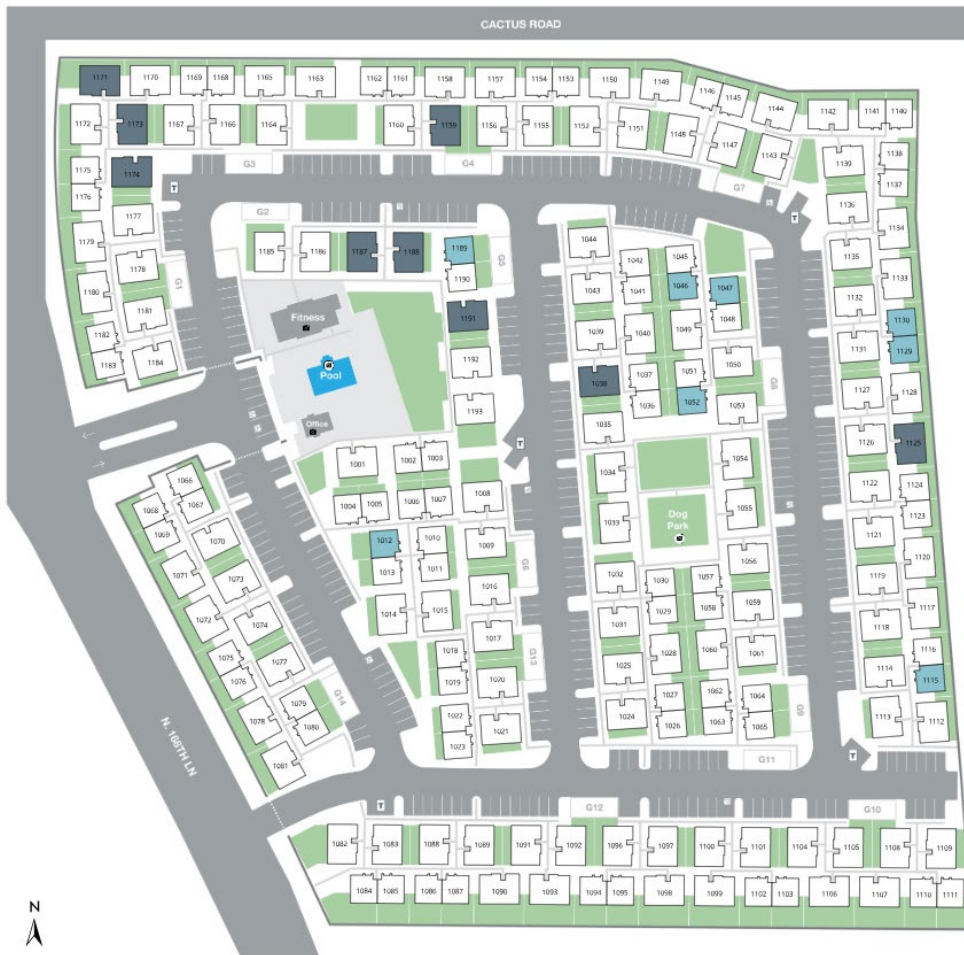 CACTUS ROAD
1171 1170 1169 1168 1165 1163 1162 1161 1158 1157 1154 1153 1150 1149 1146 1145 1144 1142 1141 1140
1172 1173 1167 1166 1164 1160 1159 1156 1155 1152 1151 1148 1147 1143 1139 1138
1175 1174 G3 G4 G7 1137
1176 T T
1177 G2 1136
1179 1178 1185 1186 1187 1188 1189 G5 1044 1042 1045 1135 1134
1180 G1 1190 1043 1041 1046 1047 1132 1133
1181 Fitness 1191 1039 1040 1049 1048 1130
1182 1183 1184 1192 1037 1051 1050 1131 1129
Pool 1038 1036 1052 G8 1127 1128
Office 1193 1035 1053 1126 1125
1001 1002 1003 T 1034 1054 1122 1124
1004 1005 1006 1007 1008 1033 Dog
Park
1055 1121 1123
1066 1067 1068 1069 1012 1010 1009 1032 1030 1057 1056 1119 1120
1070 1013 1011 G6 1029 1058 1059 1117
1071 1073 1014 1015 1016 1031 1118
1072 1074 1018 1017 G13 1028 1060 1061 1116
1075 1077 1019 1020 1025 1114 1115
1076 1079 G14 1022 1021 1024 1027 1062 1064 G9 1113 1112
1078 1080 1023 1026 1063 1065
1081 G11 T
N. 168TH LN
T G12 G10
1082 1083 1088 1089 1091 1092 1096 1097 1100 1101 1104 1105 1108 1109
1084 1085 1086 1087 1090 1093 1094 1095 1098 1099 1102 1103 1106 1107 1110 1111
N